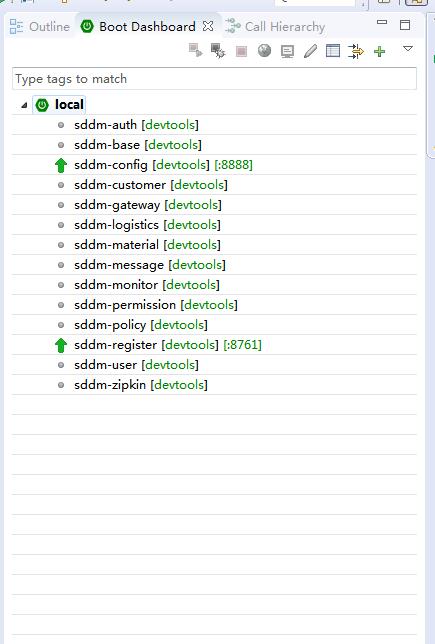 Outline Boot Dashboard Call Hierarchy
Type tags to match
local
sddm-auth [devtools]
sddm-base [devtools]
sddm-config [devtools] [:8888]
sddm-customer [devtools]
sddm-gateway [devtools]
sddm-logistics [devtools]
sddm-material [devtools]
sddm-message [devtools]
sddm-monitor [devtools]
sddm-permission [devtools]
sddm-policy [devtools]
sddm-register [devtools] [:8761]
sddm-user [devtools]
sddm-zipkin [devtools]